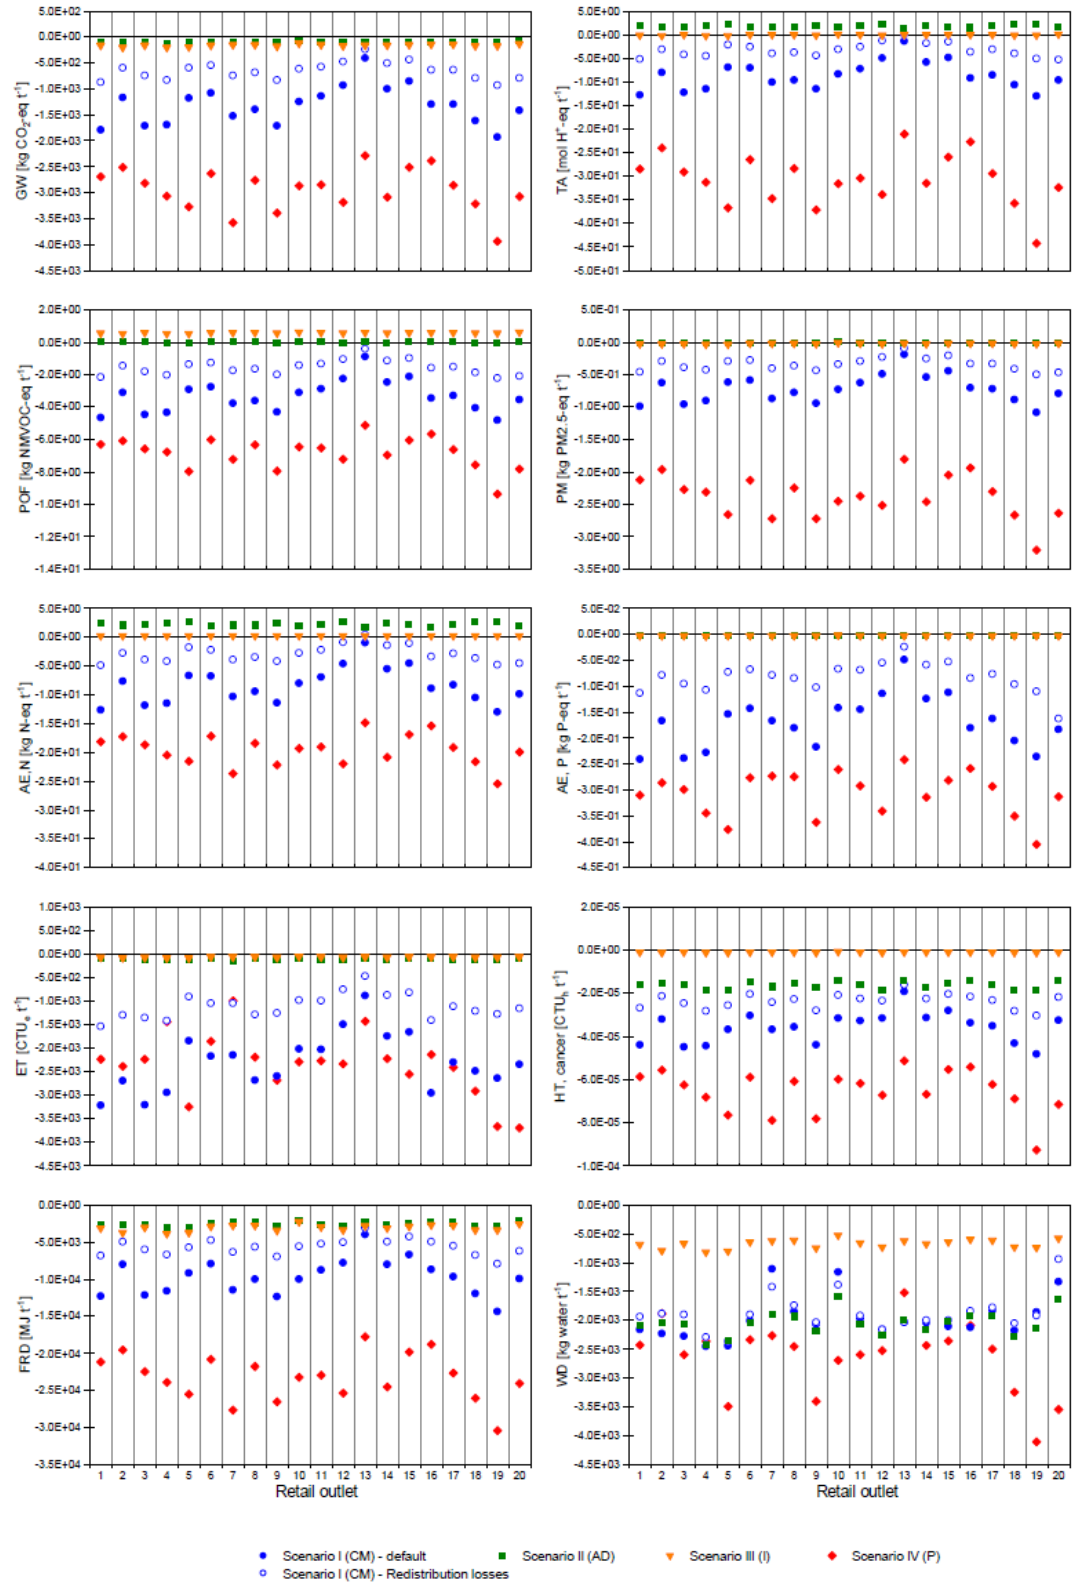 5.0E+02
0.0E+00
-5.0E+02
-1.0E+03
-1.5E+03
-2.0E+03
-2.5E+03
-3.0E+03
-3.5E+03
-4.0E+03
-4.5E+03
GW [kg CO₂-eq t⁻¹]
5.0E+00
0.0E+00
-5.0E+00
-1.0E+01
-1.5E+01
-2.0E+01
-2.5E+01
-3.0E+01
-3.5E+01
-4.0E+01
-4.5E+01
-5.0E+01
TA [mol H⁺-eq t⁻¹]
2.0E+00
0.0E+00
-2.0E+00
-4.0E+00
-6.0E+00
-8.0E+00
-1.0E+01
-1.2E+01
-1.4E+01
POF [kg NMVOC-eq t⁻¹]
5.0E-01
0.0E+00
-5.0E-01
-1.0E+00
-1.5E+00
-2.0E+00
-2.5E+00
-3.0E+00
-3.5E+00
PM [kg PM2.5-eq t⁻¹]
5.0E+00
0.0E+00
-5.0E+00
-1.0E+01
-1.5E+01
-2.0E+01
-2.5E+01
-3.0E+01
-3.5E+01
-4.0E+01
AE,N [kg N-eq t⁻¹]
5.0E-02
0.0E+00
-5.0E-02
-1.0E-01
-1.5E-01
-2.0E-01
-2.5E-01
-3.0E-01
-3.5E-01
-4.0E-01
-4.5E-01
AE, P [kg P-eq t⁻¹]
1.0E+03
0.0E+00
-5.0E+02
-1.0E+03
-1.5E+03
-2.0E+03
-2.5E+03
-3.0E+03
-3.5E+03
-4.0E+03
-4.5E+03
ET [CTUₑ t⁻¹]
2.0E-05
0.0E+00
-2.0E-05
-4.0E-05
-6.0E-05
-8.0E-05
-1.0E-04
HT, cancer [CTUₕ t⁻¹]
0.0E+00
-5.0E+03
-1.0E+04
-1.5E+04
-2.0E+04
-2.5E+04
-3.0E+04
-3.5E+04
FRD [MJ t⁻¹]
1 2 3 4 5 6 7 8 9 10 11 12 13 14 15 16 17 18 19 20
Retail outlet
0.0E+00
-5.0E+02
-1.0E+03
-1.5E+03
-2.0E+03
-2.5E+03
-3.0E+03
-3.5E+03
-4.0E+03
-4.5E+03
WD [kg water t⁻¹]
1 2 3 4 5 6 7 8 9 10 11 12 13 14 15 16 17 18 19 20
Retail outlet
Scenario I (CM) - default
Scenario II (AD)
Scenario III (I)
Scenario IV (P)
Scenario I (CM) - Redistribution losses